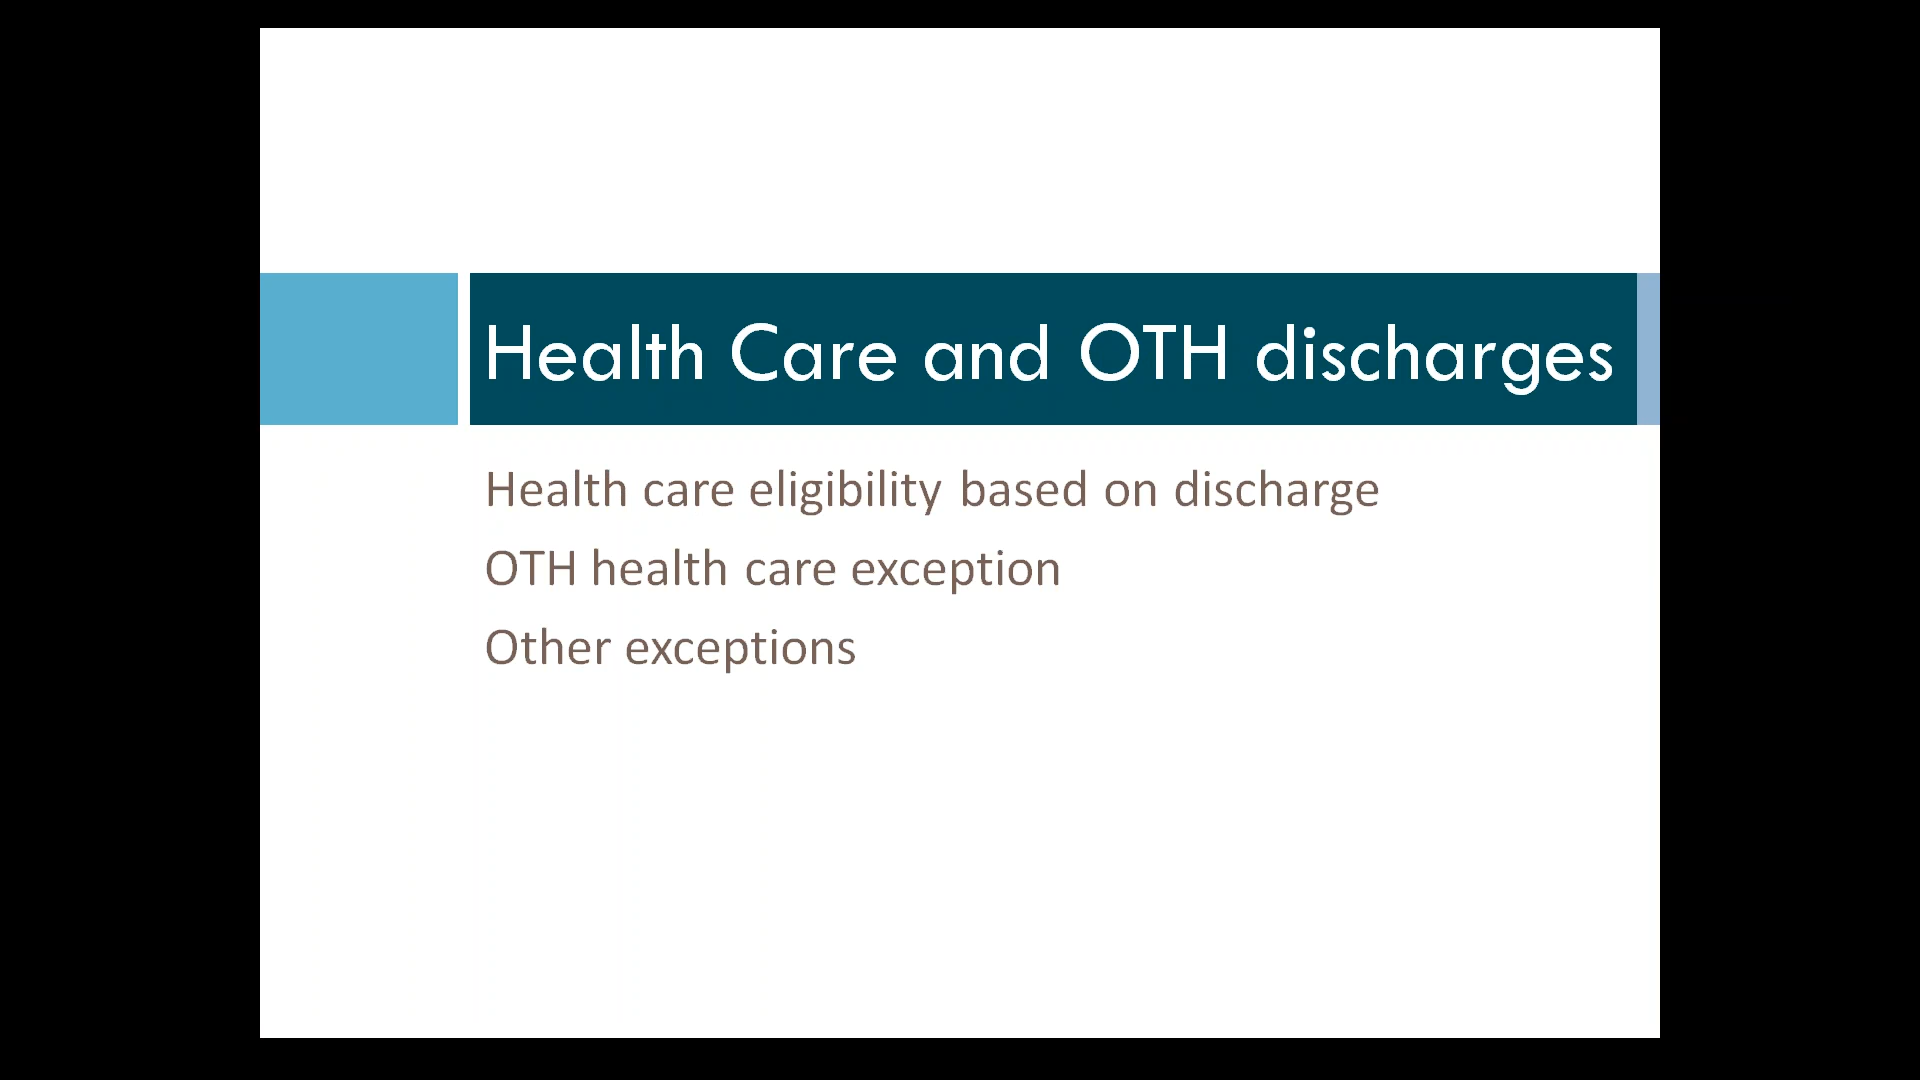 Health Care and OTH discharges
Health care eligibility based on discharge
OTH health care exception
Other exceptions